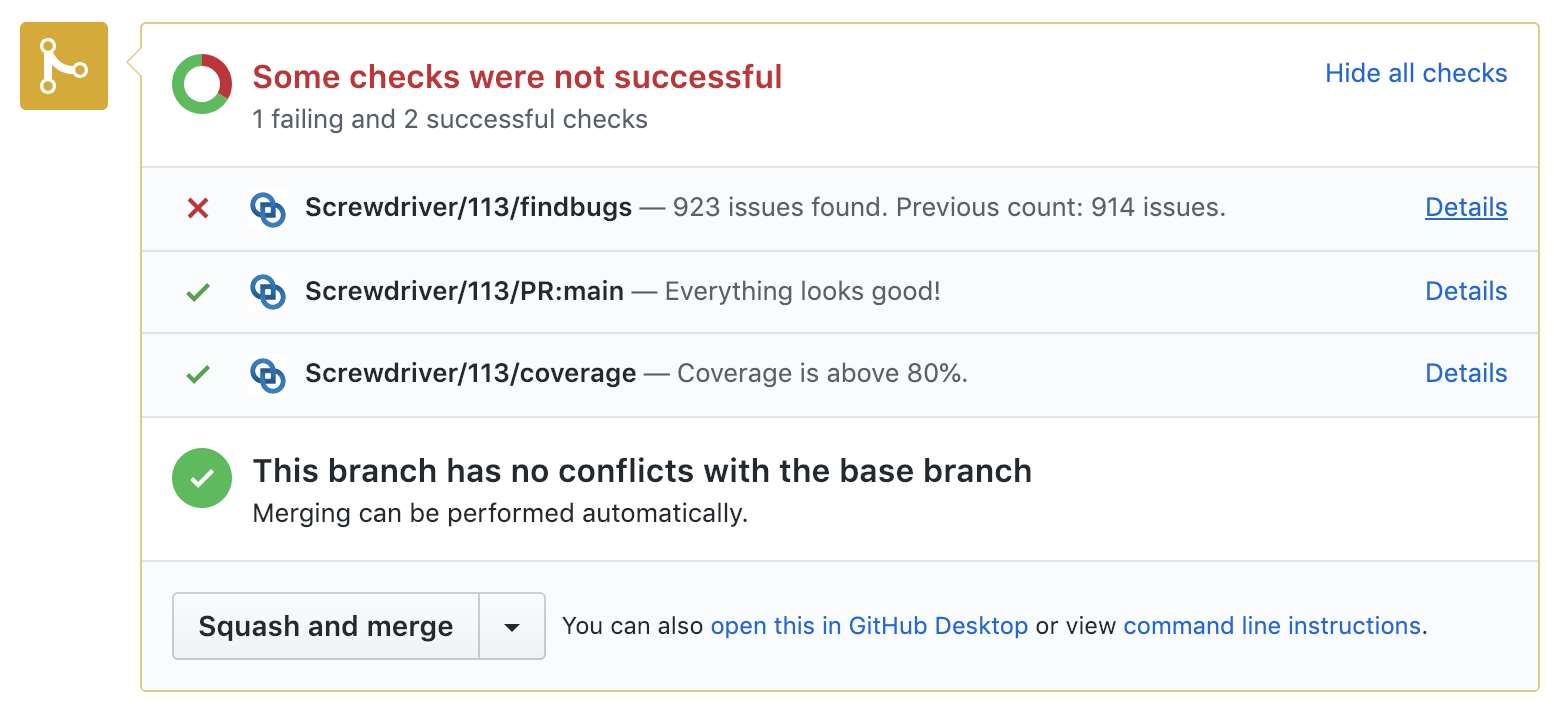 Some checks were not successful
Hide all checks
1 failing and 2 successful checks
Screwdriver/113/findbugs — 923 issues found. Previous count: 914 issues.
Details
Screwdriver/113/PR:main — Everything looks good!
Details
Screwdriver/113/coverage — Coverage is above 80%.
Details
This branch has no conflicts with the base branch
Merging can be performed automatically.
Squash and merge
You can also open this in GitHub Desktop or view command line instructions.